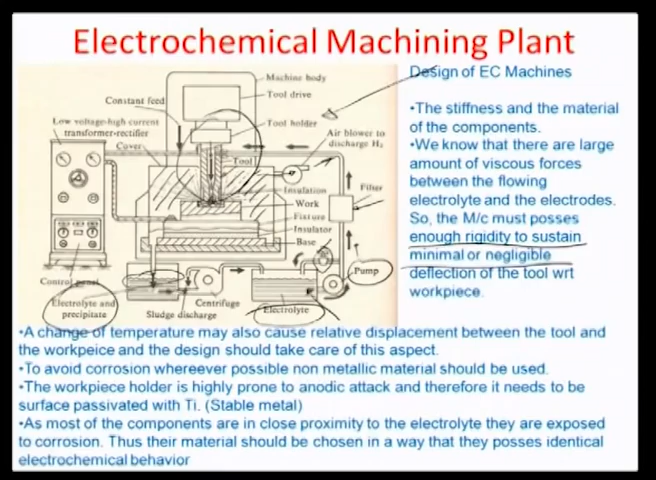 Electrochemical Machining Plant
Machine body
Tool drive
Constant feed
Tool holder
Low voltage-high current
transformer-rectifier
Cover
Air blower to
discharge H₂
Tool
Insulation
Filter
Work
Fixture
Insulator
Base
Control panel
Pump
Electrolyte and
precipitate
Centrifuge
Electrolyte
Sludge discharge
Design of EC Machines
•The stiffness and the material
of the components.
•We know that there are large
amount of viscous forces
between the flowing
electrolyte and the electrodes.
So, the M/c must posses
enough rigidity to sustain
minimal or negligible
deflection of the tool wrt
workpiece.
•A change of temperature may also cause relative displacement between the tool and
the workpeice and the design should take care of this aspect.
•To avoid corrosion whereever possible non metallic material should be used.
•The workpiece holder is highly prone to anodic attack and therefore it needs to be
surface passivated with Ti. (Stable metal)
•As most of the components are in close proximity to the electrolyte they are exposed
to corrosion. Thus their material should be chosen in a way that they posses identical
electrochemical behavior